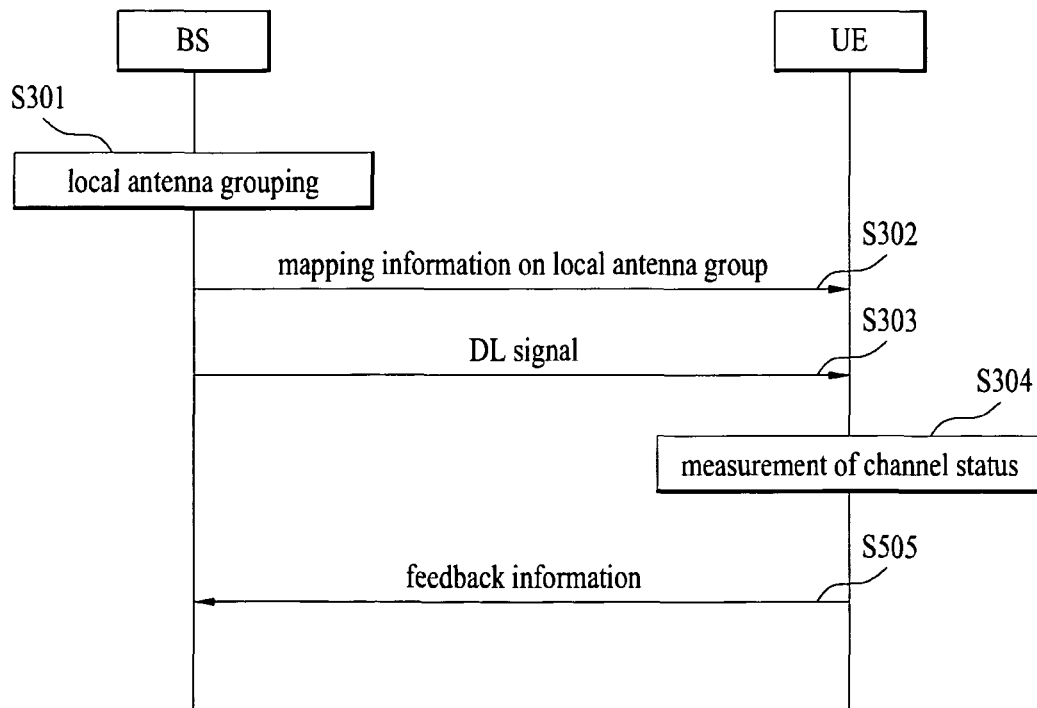 BS
UE
S301
local antenna grouping
S302
mapping information on local antenna group
S303
DL signal
S304
measurement of channel status
S505
feedback information